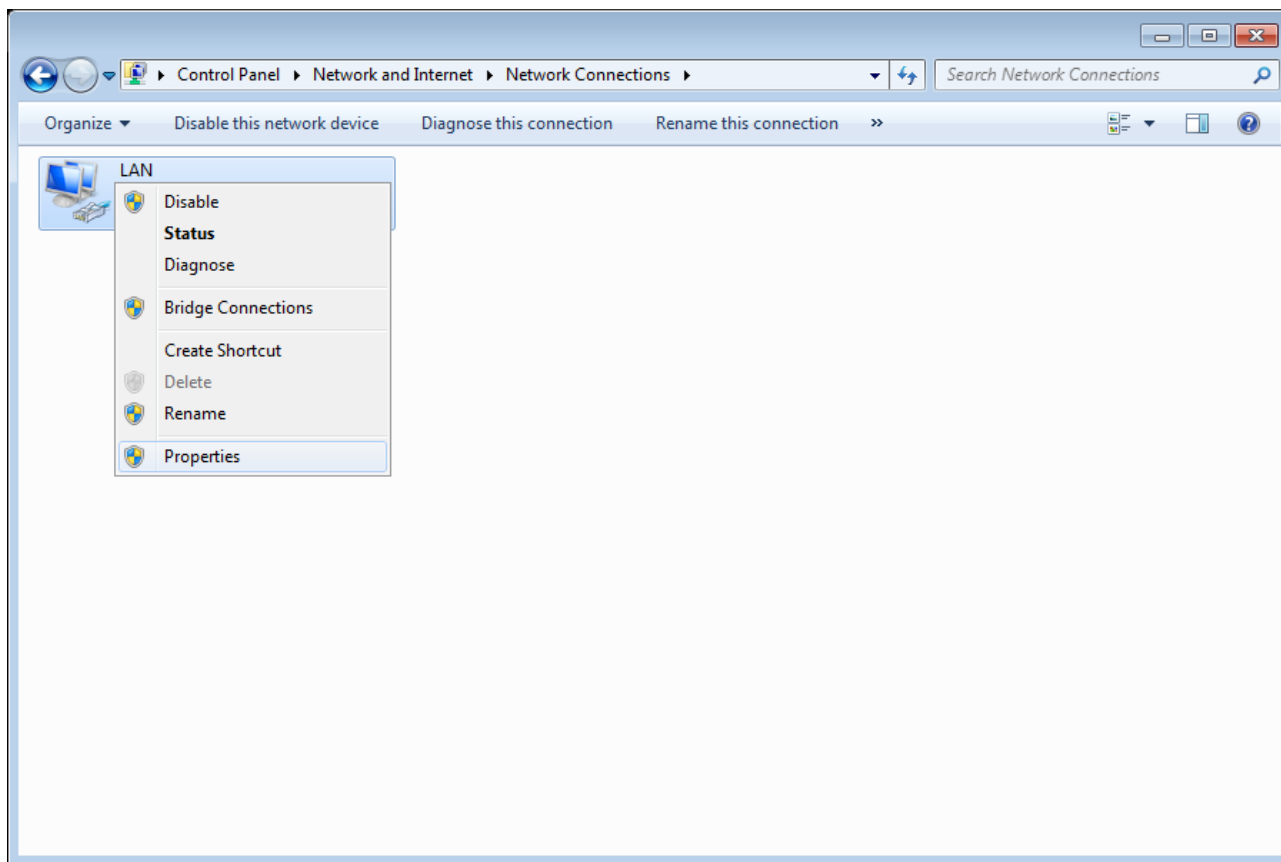 Control Panel Network and Internet Network Connections Search Network Connections
Organize Disable this network device Diagnose this connection Rename this connection »
LAN
Disable
Status
Diagnose
Bridge Connections
Create Shortcut
Delete
Rename
Properties